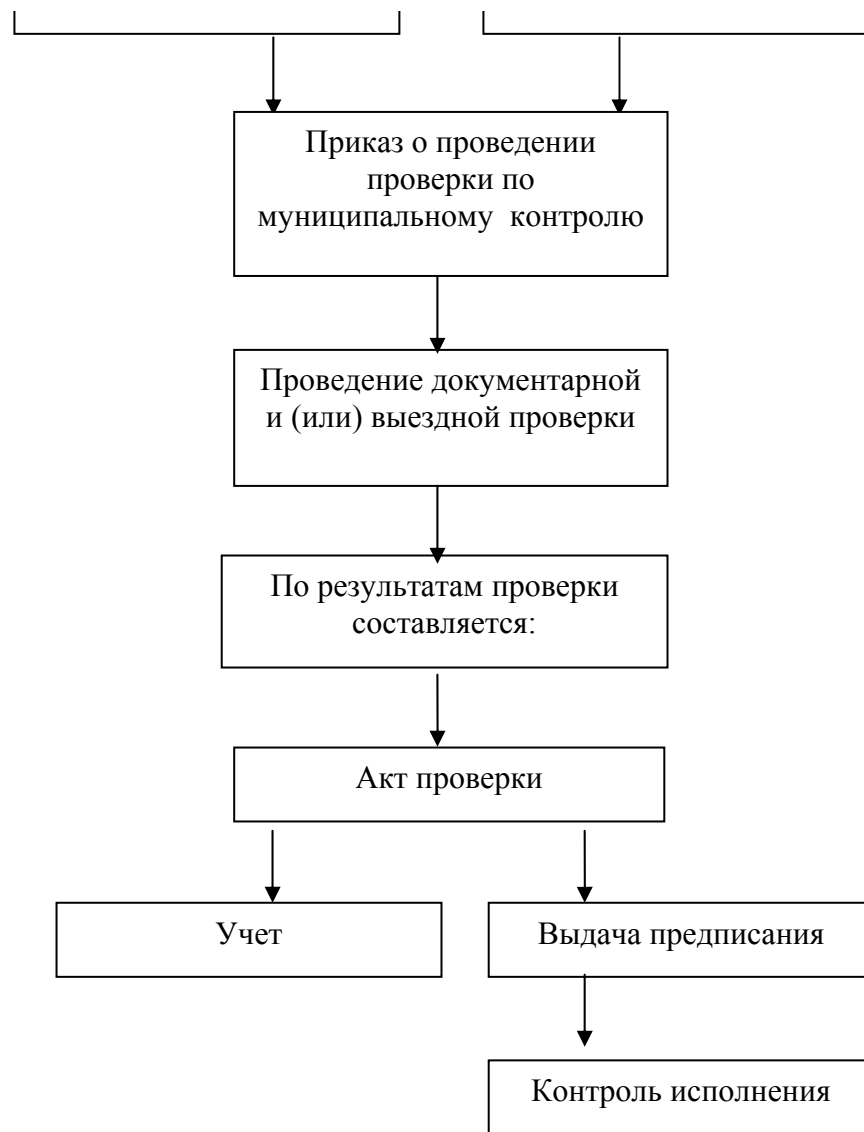 Приказ о проведении
проверки по
муниципальному контролю
Проведение документарной
и (или) выездной проверки
По результатам проверки
составляется:
Акт проверки
Учет
Выдача предписания
Контроль исполнения